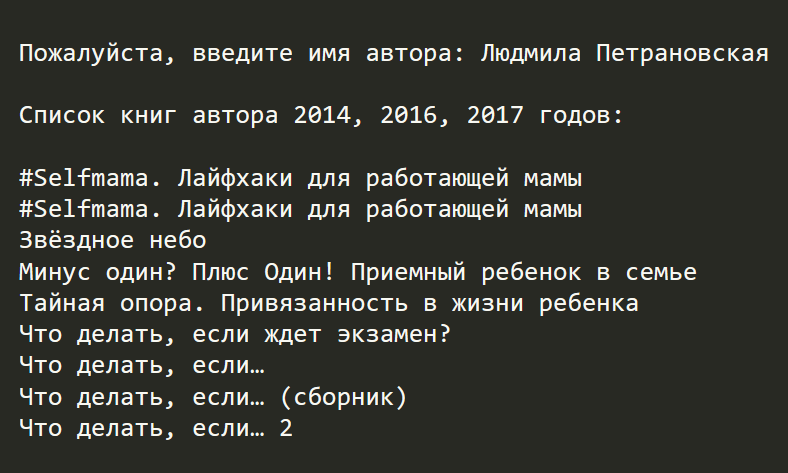 Пожалуйста, введите имя автора: Людмила Петрановская
Список книг автора 2014, 2016, 2017 годов:
#Selfmama. Лайфхаки для работающей мамы
#Selfmama. Лайфхаки для работающей мамы
Звёздное небо
Минус один? Плюс Один! Приемный ребенок в семье
Тайная опора. Привязанность в жизни ребенка
Что делать, если ждет экзамен?
Что делать, если…
Что делать, если… (сборник)
Что делать, если… 2